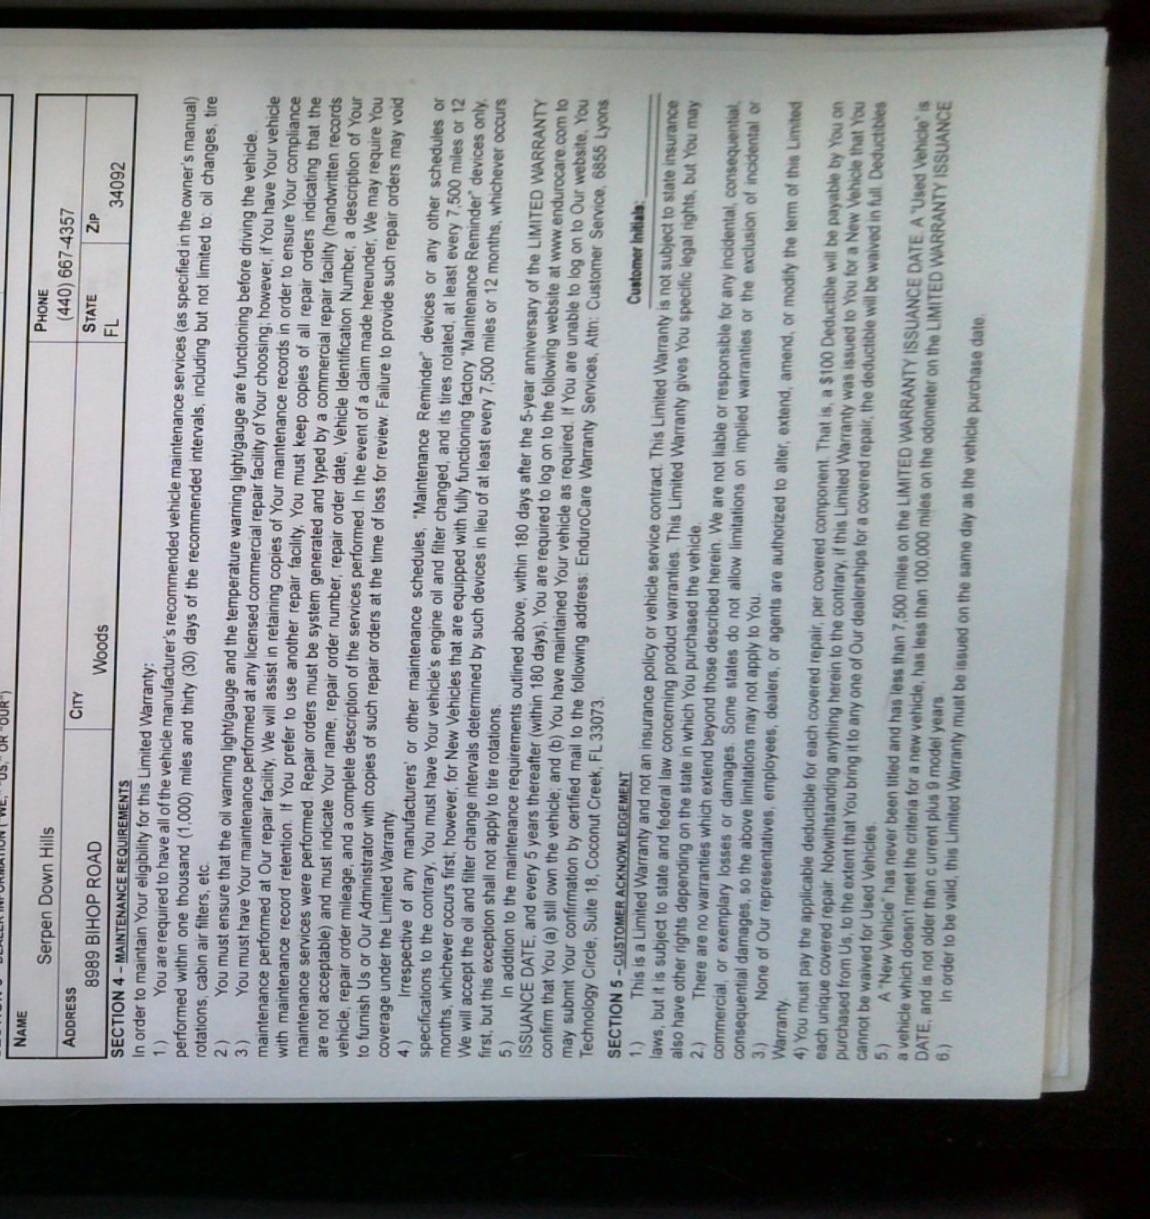 NAME
Serpen Down Hills
PHONE
(440) 667-4357
ADDRESS
8989 BIHOP ROAD
CITY
Woods
STATE
FL
ZIP
34092
SECTION 4 – MAINTENANCE REQUIREMENTS
In order to maintain Your eligibility for this Limited Warranty:
1.) You are required to have all of the vehicle manufacturer's recommended vehicle maintenance services (as specified in the owner's manual)
performed within one thousand (1,000) miles and thirty (30) days of the recommended intervals, including but not limited to: oil changes, tire
rotations, cabin air filters, etc.
2.) You must ensure that the oil warning light/gauge and the temperature warning light/gauge are functioning before driving the vehicle.
3.) You must have Your maintenance performed at any licensed commercial repair facility of Your choosing; however, if You have Your vehicle
maintenance performed at Our repair facility, We will assist in retaining copies of Your maintenance records in order to ensure Your compliance
with maintenance record retention. If You prefer to use another repair facility, You must keep copies of all repair orders indicating that the
maintenance services were performed. Repair orders must be system generated and typed by a commercial repair facility (handwritten records
are not acceptable) and must indicate Your name, repair order number, repair order date, Vehicle Identification Number, a description of Your
vehicle, repair order mileage, and a complete description of the services performed. In the event of a claim made hereunder, We may require You
to furnish Us or Our Administrator with copies of such repair orders at the time of loss for review. Failure to provide such repair orders may void
coverage under the Limited Warranty.
4.) Irrespective of any manufacturers' or other maintenance schedules, "Maintenance Reminder" devices or any other schedules or
specifications to the contrary, You must have Your vehicle's engine oil and filter changed, and its tires rotated, at least every 7,500 miles or 12
months, whichever occurs first; however, for New Vehicles that are equipped with fully functioning factory "Maintenance Reminder" devices only,
We will accept the oil and filter change intervals determined by such devices in lieu of at least every 7,500 miles or 12 months, whichever occurs
first, but this exception shall not apply to tire rotations.
5.) In addition to the maintenance requirements outlined above, within 180 days after the 5-year anniversary of the LIMITED WARRANTY
ISSUANCE DATE, and every 5 years thereafter (within 180 days), You are required to log on to the following website at www.endurocare.com to
confirm that You (a) still own the vehicle; and (b) You have maintained Your vehicle as required. If You are unable to log on to Our website, You
may submit Your confirmation by certified mail to the following address: EnduroCare Warranty Services, Attn: Customer Service, 6855 Lyons
Technology Circle, Suite 18, Coconut Creek, FL 33073.
Customer Initials:
SECTION 5 – CUSTOMER ACKNOWLEDGEMENT
1.) This is a Limited Warranty and not an insurance policy or vehicle service contract. This Limited Warranty is not subject to state insurance
laws, but it is subject to state and federal law concerning product warranties. This Limited Warranty gives You specific legal rights, but You may
also have other rights depending on the state in which You purchased the vehicle.
2.) There are no warranties which extend beyond those described herein. We are not liable or responsible for any incidental, consequential,
commercial, or exemplary losses or damages. Some states do not allow limitations on implied warranties or the exclusion of incidental or
consequential damages, so the above limitations may not apply to You.
3.) None of Our representatives, employees, dealers, or agents are authorized to alter, extend, amend, or modify the term of this Limited
Warranty.
4) You must pay the applicable deductible for each covered repair, per covered component. That is, a $100 Deductible will be payable by You on
each unique covered repair. Notwithstanding anything herein to the contrary, if this Limited Warranty was issued to You for a New Vehicle that You
purchased from Us, to the extent that You bring it to any one of Our dealerships for a covered repair, the deductible will be waived in full. Deductibles
cannot be waived for Used Vehicles.
5.) A "New Vehicle" has never been titled and has less than 7,500 miles on the LIMITED WARRANTY ISSUANCE DATE. A "Used Vehicle" is
a vehicle which doesn't meet the criteria for a new vehicle, has less than 100,000 miles on the odometer on the LIMITED WARRANTY ISSUANCE
DATE, and is not older than c urrent plus 9 model years.
6.) In order to be valid, this Limited Warranty must be issued on the same day as the vehicle purchase date.